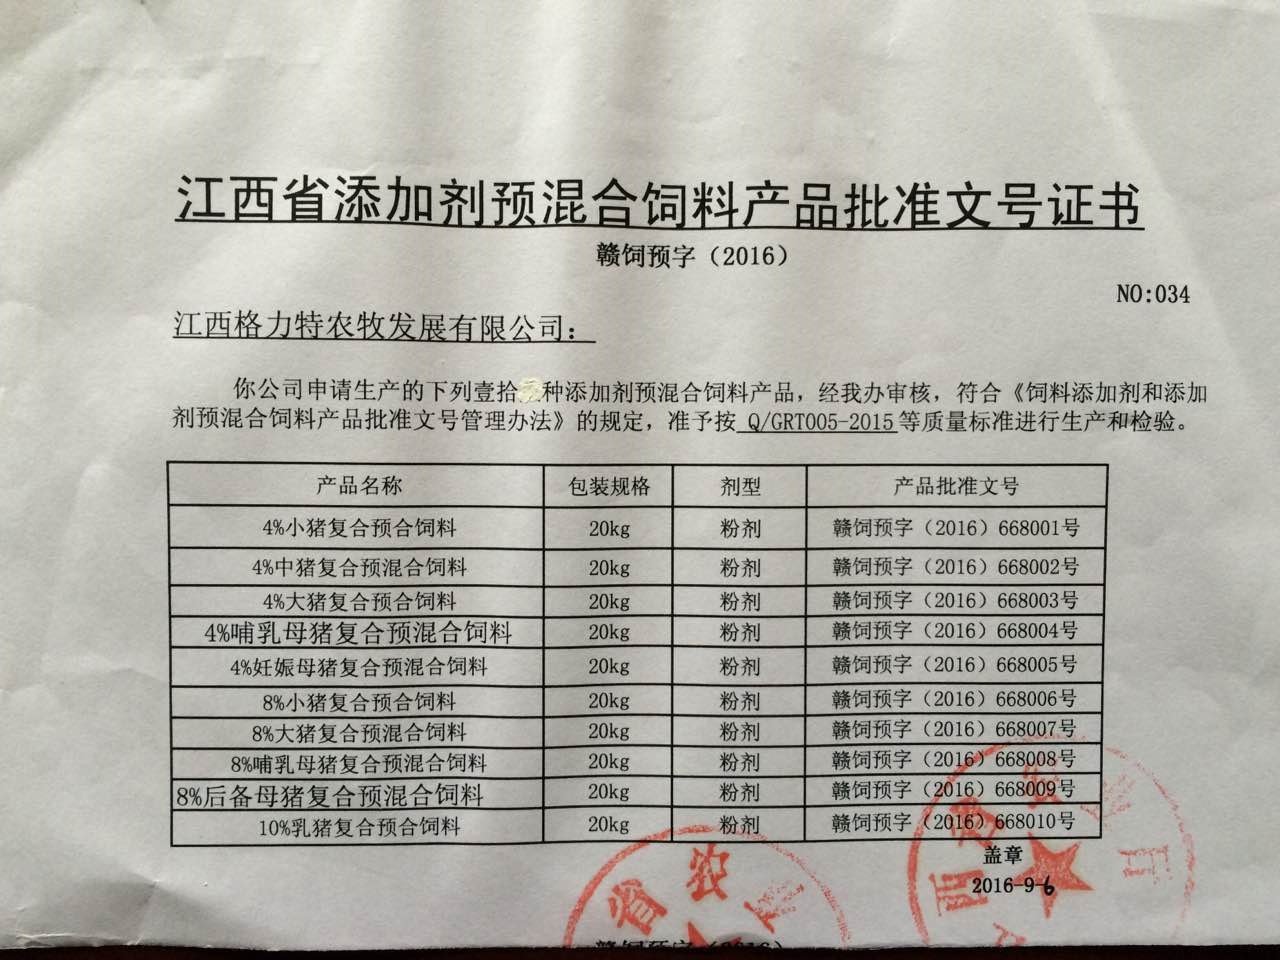 江西省添加剂预混合饲料产品批准文号证书
赣饲预字（2016）
NO:034
江西格力特农牧发展有限公司：
你公司申请生产的下列壹拾 种添加剂预混合饲料产品，经我办审核，符合《饲料添加剂和添加
剂预混合饲料产品批准文号管理办法》的规定，准予按 Q/GRT005-2015 等质量标准进行生产和检验。
产品名称 包装规格 剂型 产品批准文号
4%小猪复合预合饲料 20kg 粉剂 赣饲预字（2016）668001号
4%中猪复合预混合饲料 20kg 粉剂 赣饲预字（2016）668002号
4%大猪复合预合饲料 20kg 粉剂 赣饲预字（2016）668003号
4%哺乳母猪复合预混合饲料 20kg 粉剂 赣饲预字（2016）668004号
4%妊娠母猪复合预混合饲料 20kg 粉剂 赣饲预字（2016）668005号
8%小猪复合预合饲料 20kg 粉剂 赣饲预字（2016）668006号
8%大猪复合预混合饲料 20kg 粉剂 赣饲预字（2016）668007号
8%哺乳母猪复合预混合饲料 20kg 粉剂 赣饲预字（2016）668008号
8%后备母猪复合预混合饲料 20kg 粉剂 赣饲预字（2016）668009号
10%乳猪复合预合饲料 20kg 粉剂 赣饲预字（2016）668010号
盖章
2016-9-6
西省农
省农
赣饲预字（2016）